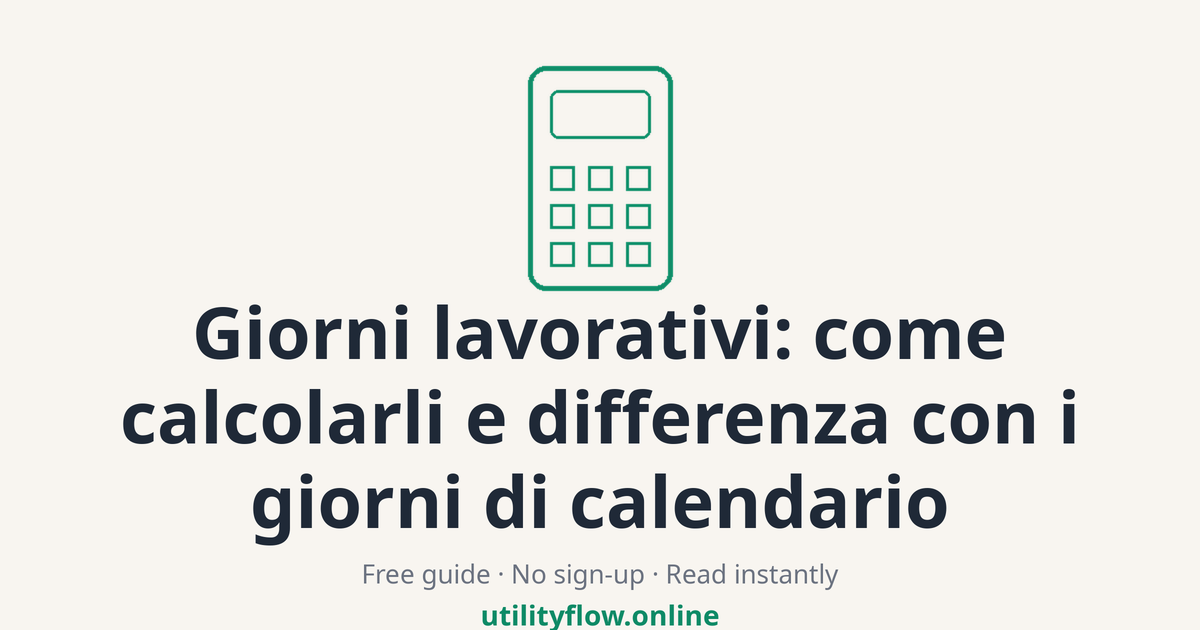 Giorni lavorativi: come
calcolarli e differenza con i
giorni di calendario
Free guide · No sign-up · Read instantly
utilityflow.online